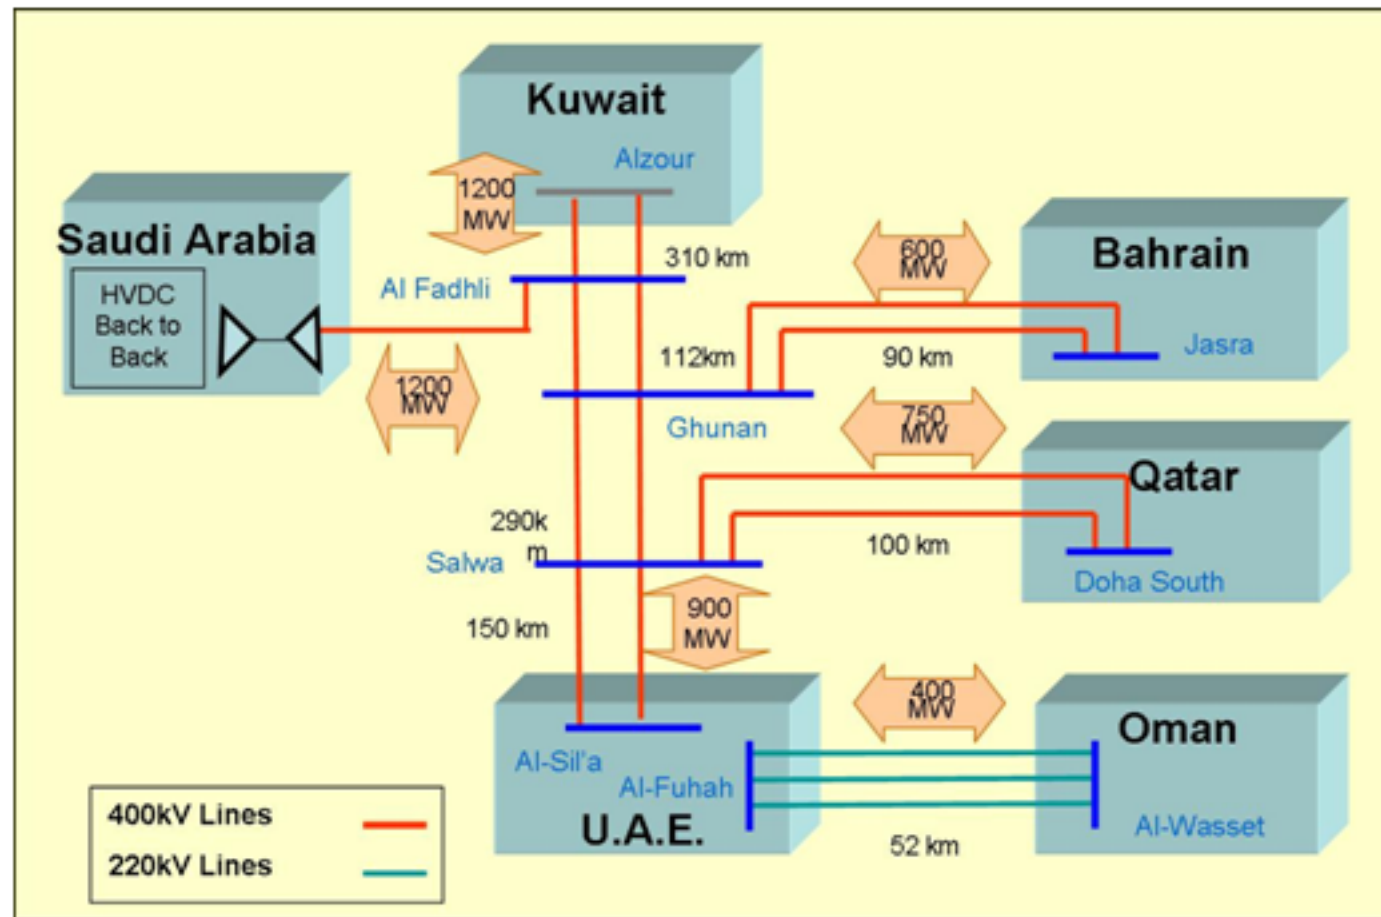 Kuwait
Alzour
1200
MW
Saudi Arabia
HVDC
Back to
Back
Al Fadhli
310 km
600
MW
Bahrain
Jasra
1200
MW
112km
90 km
Ghunan
750
MW
Qatar
290k
m
Salwa
100 km
Doha South
150 km
900
MW
400
MW
Oman
Al-Sil'a
Al-Fuhah
U.A.E.
Al-Wasset
52 km
400kV Lines
220kV Lines